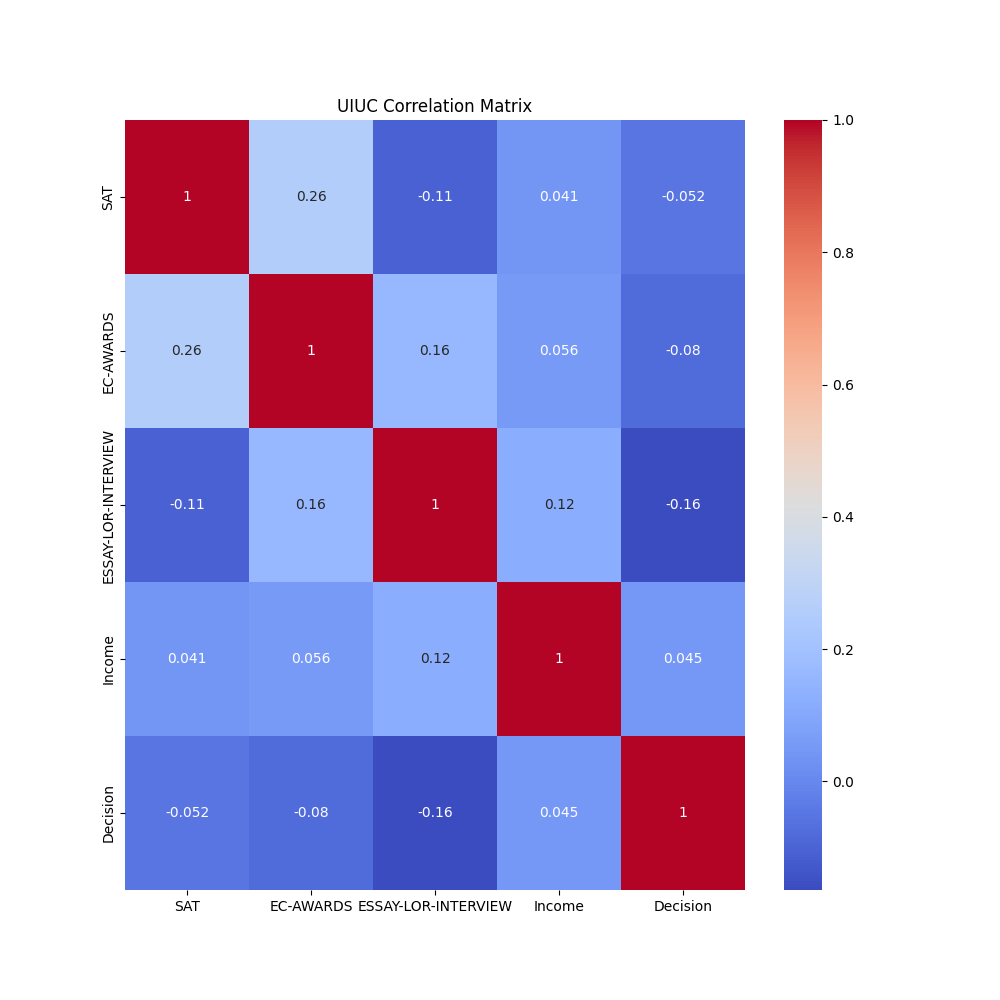 UIUC Correlation Matrix
SAT 1 0.26 -0.11 0.041 -0.052
EC-AWARDS 0.26 1 0.16 0.056 -0.08
ESSAY-LOR-INTERVIEW -0.11 0.16 1 0.12 -0.16
Income 0.041 0.056 0.12 1 0.045
Decision -0.052 -0.08 -0.16 0.045 1
SAT EC-AWARDS ESSAY-LOR-INTERVIEW Income Decision
1.0
0.8
0.6
0.4
0.2
0.0